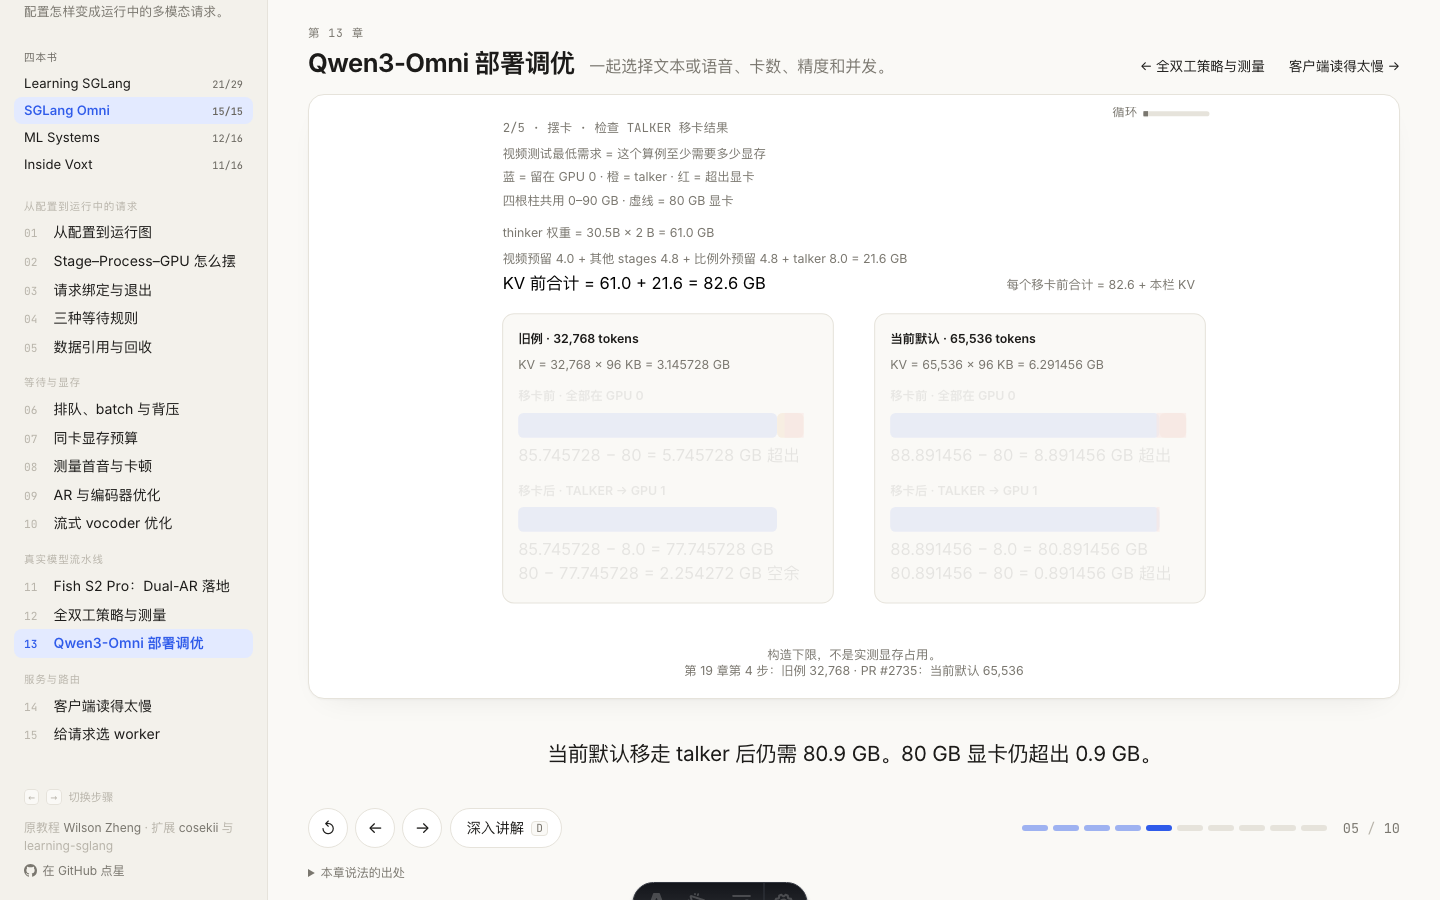 配置怎样变成运行中的多模态请求。
四本书
Learning SGLang 21/29
SGLang Omni 15/15
ML Systems 12/16
Inside Voxt 11/16
从配置到运行中的请求
01 从配置到运行图
02 Stage–Process–GPU 怎么摆
03 请求绑定与退出
04 三种等待规则
05 数据引用与回收
等待与显存
06 排队、batch 与背压
07 同卡显存预算
08 测量首音与卡顿
09 AR 与编码器优化
10 流式 vocoder 优化
真实模型流水线
11 Fish S2 Pro：Dual-AR 落地
12 全双工策略与测量
13 Qwen3-Omni 部署调优
服务与路由
14 客户端读得太慢
15 给请求选 worker
← → 切换步骤
原教程 Wilson Zheng · 扩展 cosekii 与
learning-sglang
在 GitHub 点星
第 13 章
Qwen3-Omni 部署调优 一起选择文本或语音、卡数、精度和并发。
← 全双工策略与测量 客户端读得太慢 →
循环
2/5 · 摆卡 · 检查 TALKER 移卡结果
视频测试最低需求 = 这个算例至少需要多少显存
蓝 = 留在 GPU 0 · 橙 = talker · 红 = 超出显卡
四根柱共用 0–90 GB · 虚线 = 80 GB 显卡
thinker 权重 = 30.5B × 2 B = 61.0 GB
视频预留 4.0 + 其他 stages 4.8 + 比例外预留 4.8 + talker 8.0 = 21.6 GB
KV 前合计 = 61.0 + 21.6 = 82.6 GB
每个移卡前合计 = 82.6 + 本栏 KV
旧例 · 32,768 tokens
KV = 32,768 × 96 KB = 3.145728 GB
移卡前 · 全部在 GPU 0
85.745728 − 80 = 5.745728 GB 超出
移卡后 · TALKER → GPU 1
85.745728 − 8.0 = 77.745728 GB
80 − 77.745728 = 2.254272 GB 空余
当前默认 · 65,536 tokens
KV = 65,536 × 96 KB = 6.291456 GB
移卡前 · 全部在 GPU 0
88.891456 − 80 = 8.891456 GB 超出
移卡后 · TALKER → GPU 1
88.891456 − 8.0 = 80.891456 GB
80.891456 − 80 = 0.891456 GB 超出
构造下限，不是实测显存占用。
第 19 章第 4 步：旧例 32,768 · PR #2735：当前默认 65,536
当前默认移走 talker 后仍需 80.9 GB。80 GB 显卡仍超出 0.9 GB。
深入讲解 D
05 / 10
本章说法的出处